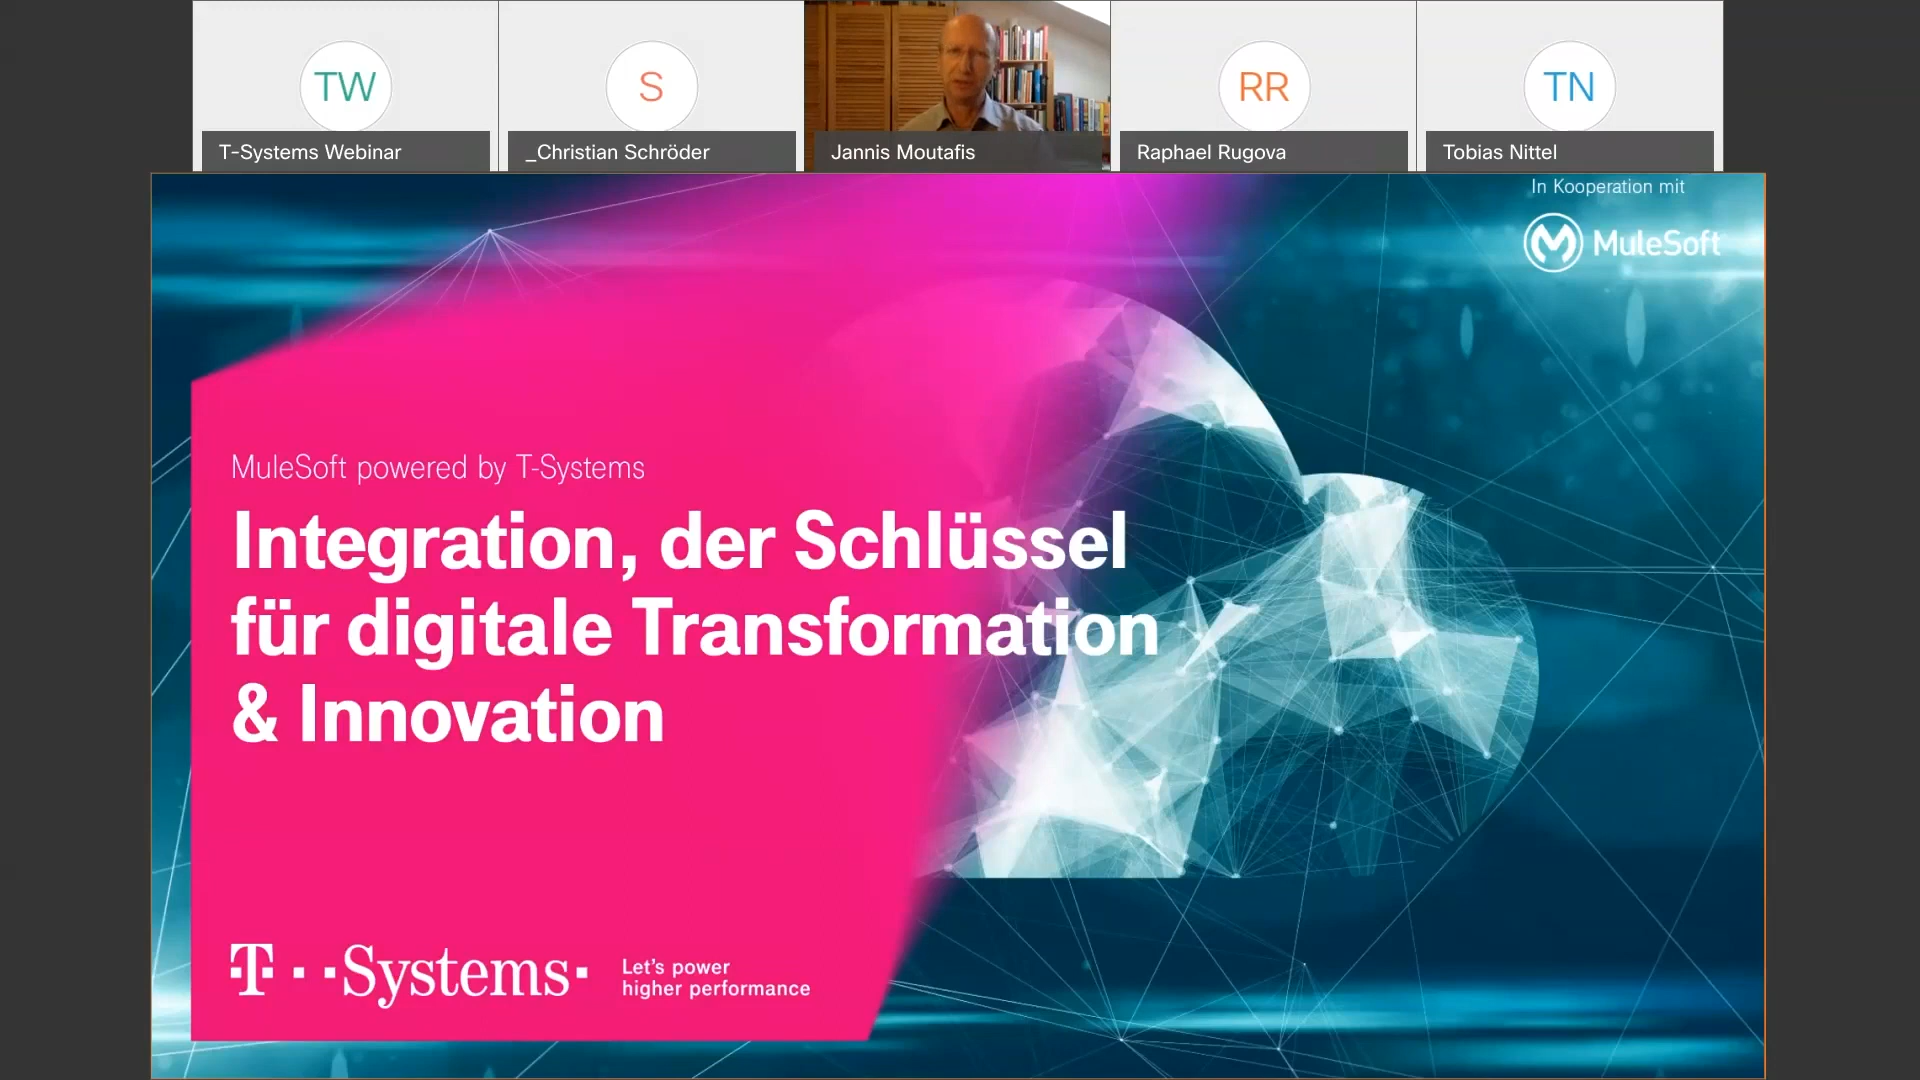 TW
S
RR
TN
T-Systems Webinar
_Christian Schröder
Jannis Moutafis
Raphael Rugova
Tobias Nittel
In Kooperation mit
MuleSoft
MuleSoft powered by T-Systems
Integration, der Schlüssel
für digitale Transformation
& Innovation
T··Systems·
Let's power
higher performance